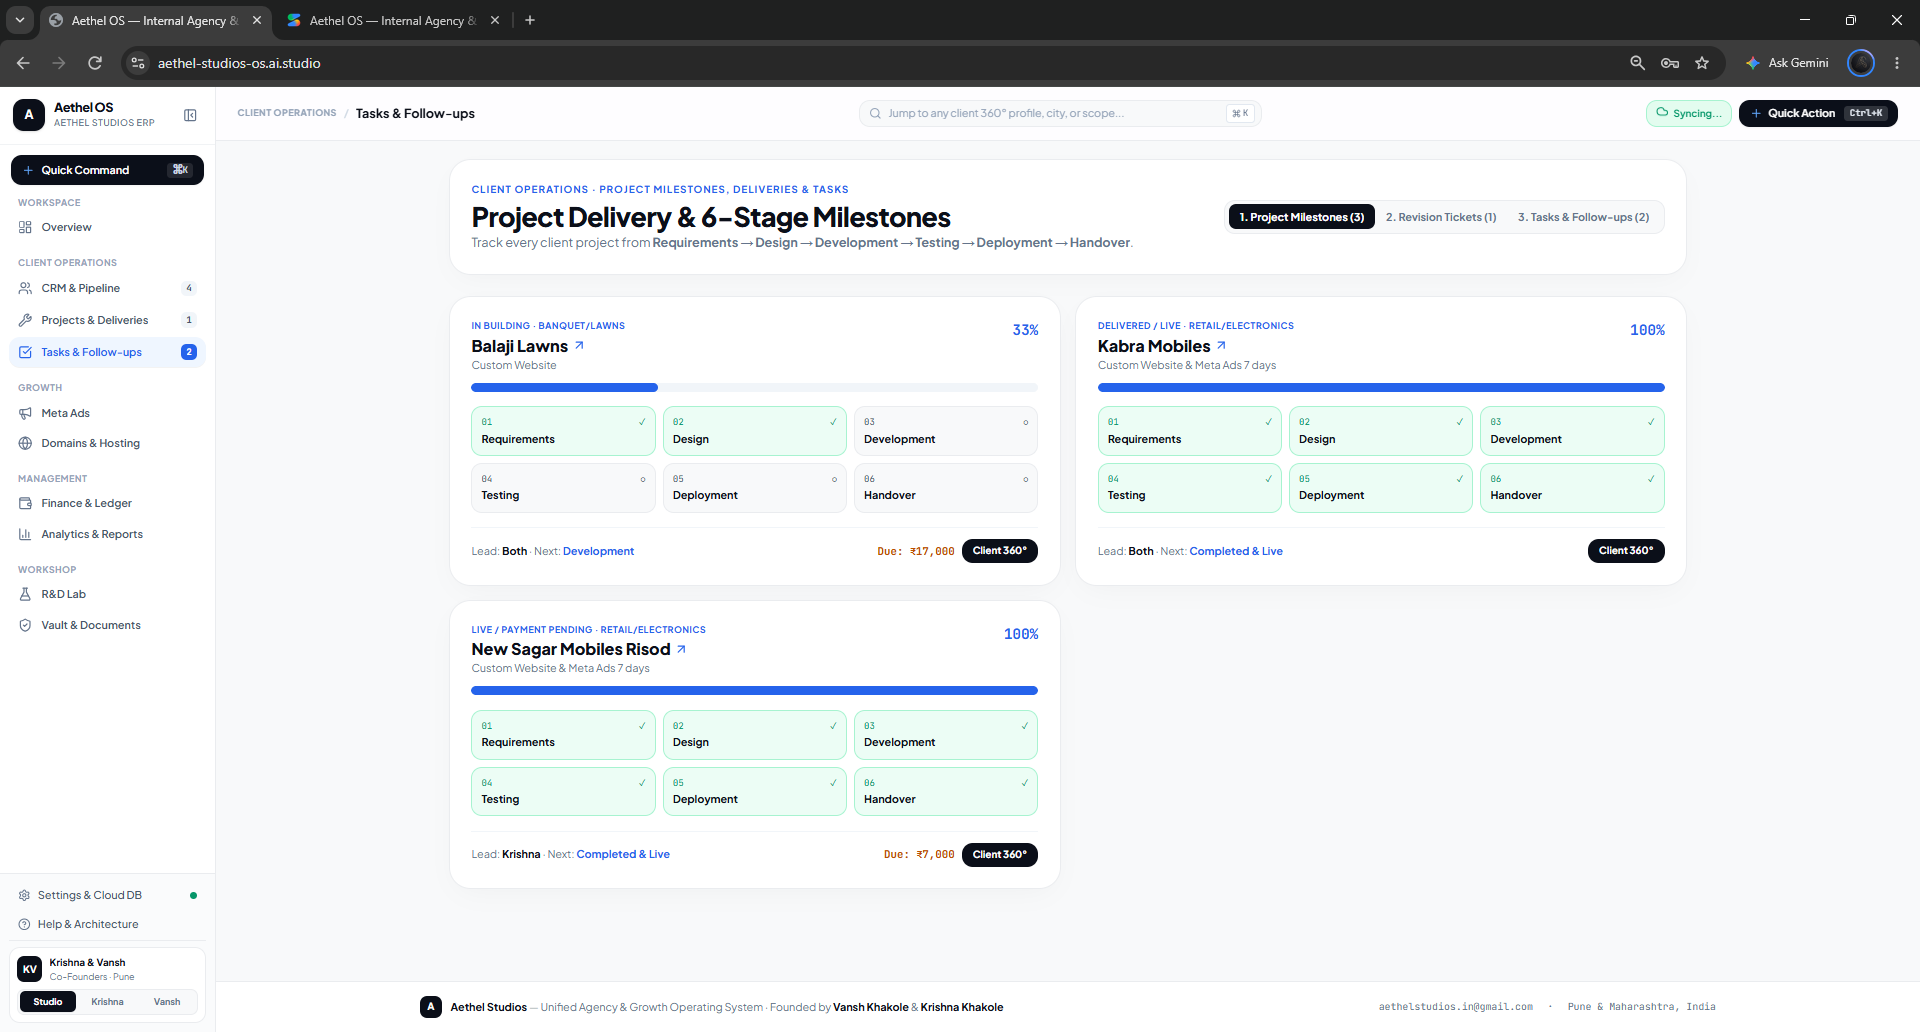 Aethel OS — Internal Agency &
Aethel OS — Internal Agency &
aethel-studios-os.ai.studio
Ask Gemini
A
Aethel OS
AETHEL STUDIOS ERP
CLIENT OPERATIONS / Tasks & Follow-ups
Jump to any client 360° profile, city, or scope...
⌘ K
Syncing...
+ Quick Action Ctrl+K
+ Quick Command ⌘K
WORKSPACE
Overview
CLIENT OPERATIONS
CRM & Pipeline 4
Projects & Deliveries 1
Tasks & Follow-ups 2
GROWTH
Meta Ads
Domains & Hosting
MANAGEMENT
Finance & Ledger
Analytics & Reports
WORKSHOP
R&D Lab
Vault & Documents
Settings & Cloud DB
Help & Architecture
KV
Krishna & Vansh
Co-Founders · Pune
Studio Krishna Vansh
CLIENT OPERATIONS · PROJECT MILESTONES, DELIVERIES & TASKS
Project Delivery & 6-Stage Milestones
Track every client project from Requirements → Design → Development → Testing → Deployment → Handover.
1. Project Milestones (3) 2. Revision Tickets (1) 3. Tasks & Follow-ups (2)
IN BUILDING · BANQUET/LAWNS
33%
Balaji Lawns ↗
Custom Website
01 ✓
Requirements
02 ✓
Design
03 ○
Development
04 ○
Testing
05 ○
Deployment
06 ○
Handover
Lead: Both · Next: Development
Due: ₹17,000
Client 360°
DELIVERED / LIVE · RETAIL/ELECTRONICS
100%
Kabra Mobiles ↗
Custom Website & Meta Ads 7 days
01 ✓
Requirements
02 ✓
Design
03 ✓
Development
04 ✓
Testing
05 ✓
Deployment
06 ✓
Handover
Lead: Both · Next: Completed & Live
Client 360°
LIVE / PAYMENT PENDING · RETAIL/ELECTRONICS
100%
New Sagar Mobiles Risod ↗
Custom Website & Meta Ads 7 days
01 ✓
Requirements
02 ✓
Design
03 ✓
Development
04 ✓
Testing
05 ✓
Deployment
06 ✓
Handover
Lead: Krishna · Next: Completed & Live
Due: ₹7,000
Client 360°
A
Aethel Studios — Unified Agency & Growth Operating System · Founded by Vansh Khakole & Krishna Khakole
aethelstudios.in@gmail.com · Pune & Maharashtra, India